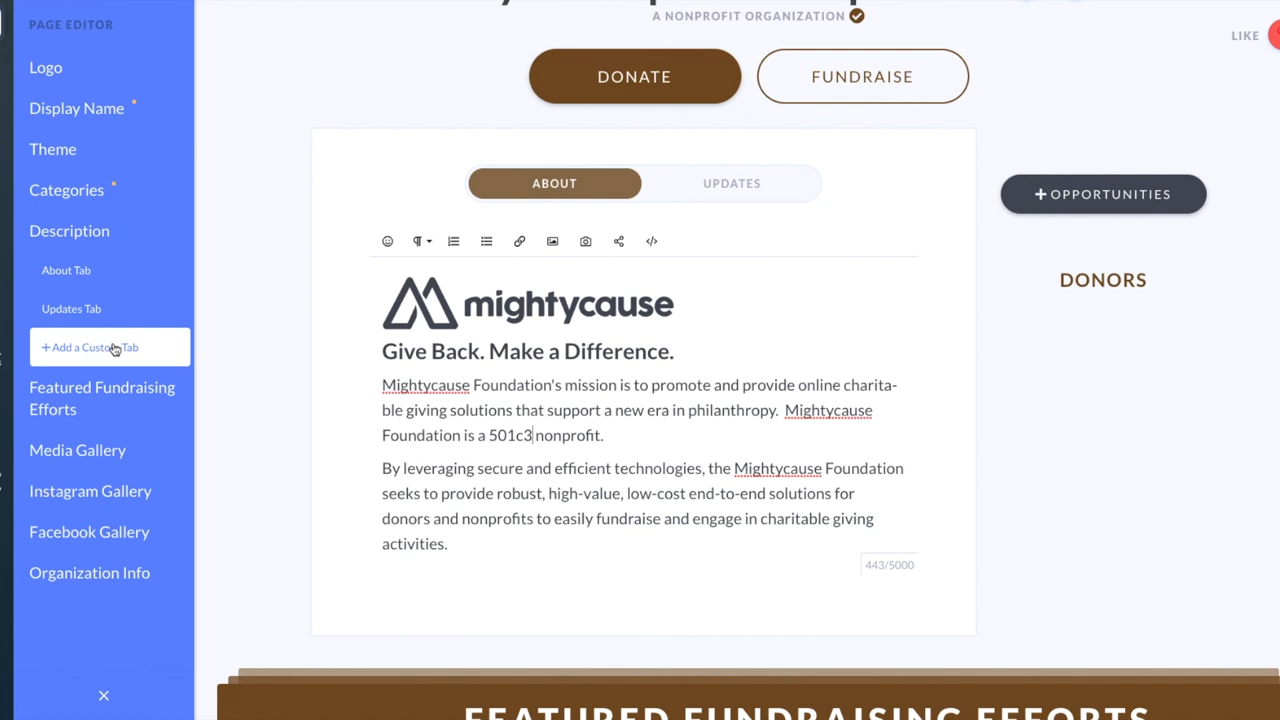 PAGE EDITOR
Logo
Display Name
Theme
Categories
Description
About Tab
Updates Tab
+ Add a Custom Tab
Featured Fundraising
Efforts
Media Gallery
Instagram Gallery
Facebook Gallery
Organization Info
A NONPROFIT ORGANIZATION
LIKE
DONATE
FUNDRAISE
ABOUT
UPDATES
mightycause
Give Back. Make a Difference.
Mightycause Foundation's mission is to promote and provide online charita-
ble giving solutions that support a new era in philanthropy. Mightycause
Foundation is a 501c3 nonprofit.
By leveraging secure and efficient technologies, the Mightycause Foundation
seeks to provide robust, high-value, low-cost end-to-end solutions for
donors and nonprofits to easily fundraise and engage in charitable giving
activities.
443/5000
+ OPPORTUNITIES
DONORS
FEATURED FUNDRAISING EFFORTS